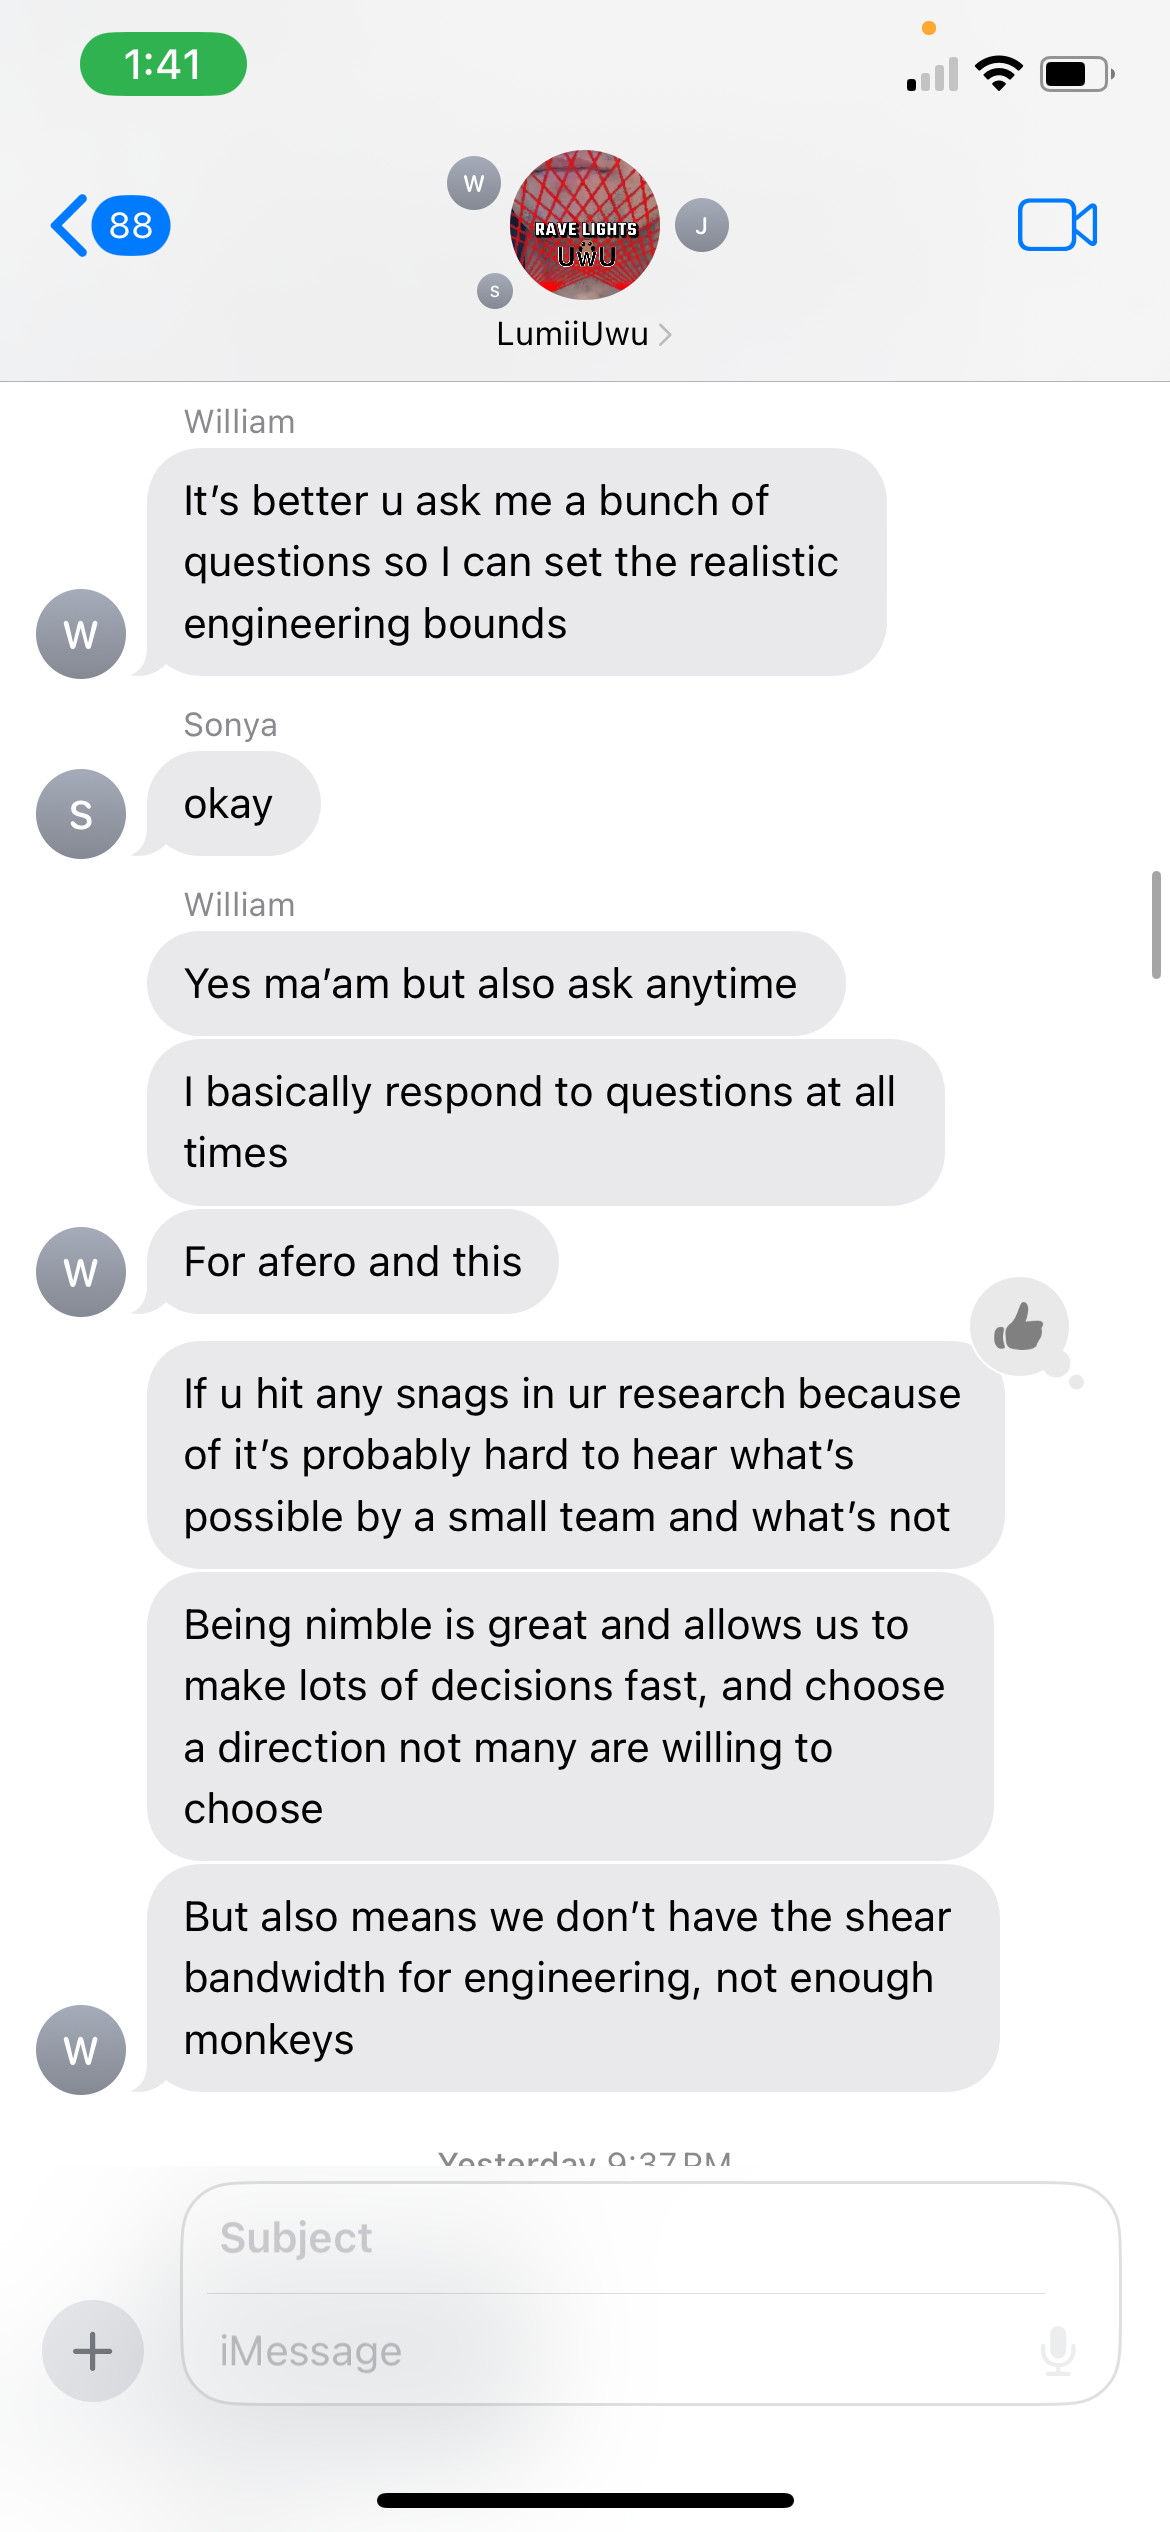 1:41
88
W
J
S
RAVE LIGHTS
UWU
LumiiUwu
William
It’s better u ask me a bunch of
questions so I can set the realistic
engineering bounds
W
Sonya
okay
S
William
Yes ma’am but also ask anytime
I basically respond to questions at all
times
For afero and this
W
If u hit any snags in ur research because
of it’s probably hard to hear what’s
possible by a small team and what’s not
Being nimble is great and allows us to
make lots of decisions fast, and choose
a direction not many are willing to
choose
But also means we don’t have the shear
bandwidth for engineering, not enough
monkeys
W
Yesterday 9:37 PM
Subject
iMessage